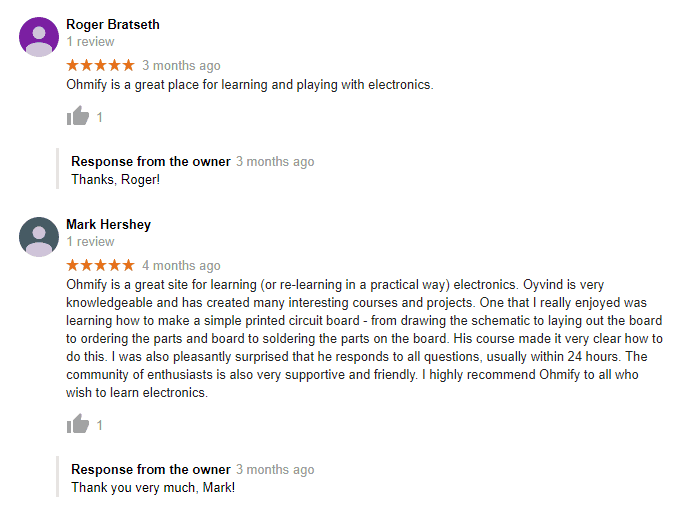 Roger Bratseth
1 review
3 months ago
Ohmify is a great place for learning and playing with electronics.
1
Response from the owner 3 months ago
Thanks, Roger!
Mark Hershey
1 review
4 months ago
Ohmify is a great site for learning (or re-learning in a practical way) electronics. Oyvind is very
knowledgeable and has created many interesting courses and projects. One that I really enjoyed was
learning how to make a simple printed circuit board - from drawing the schematic to laying out the board
to ordering the parts and board to soldering the parts on the board. His course made it very clear how to
do this. I was also pleasantly surprised that he responds to all questions, usually within 24 hours. The
community of enthusiasts is also very supportive and friendly. I highly recommend Ohmify to all who
wish to learn electronics.
1
Response from the owner 3 months ago
Thank you very much, Mark!